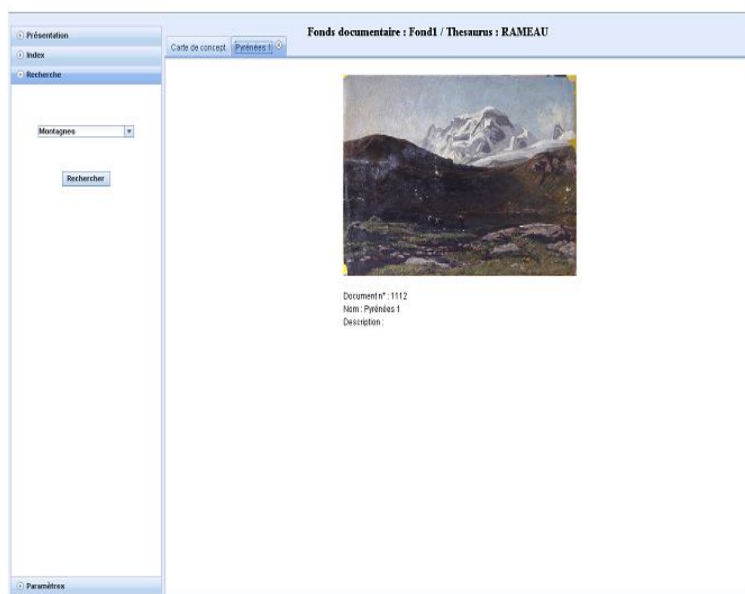 Fonds documentaire : Fond1 / Thesaurus : RAMEAU
Présentation
Index
Recherche
Montagnes
Rechercher
Paramètres
Carte de concept
Pyrénées 1
Document n° : 1112
Nom : Pyrénées 1
Description :